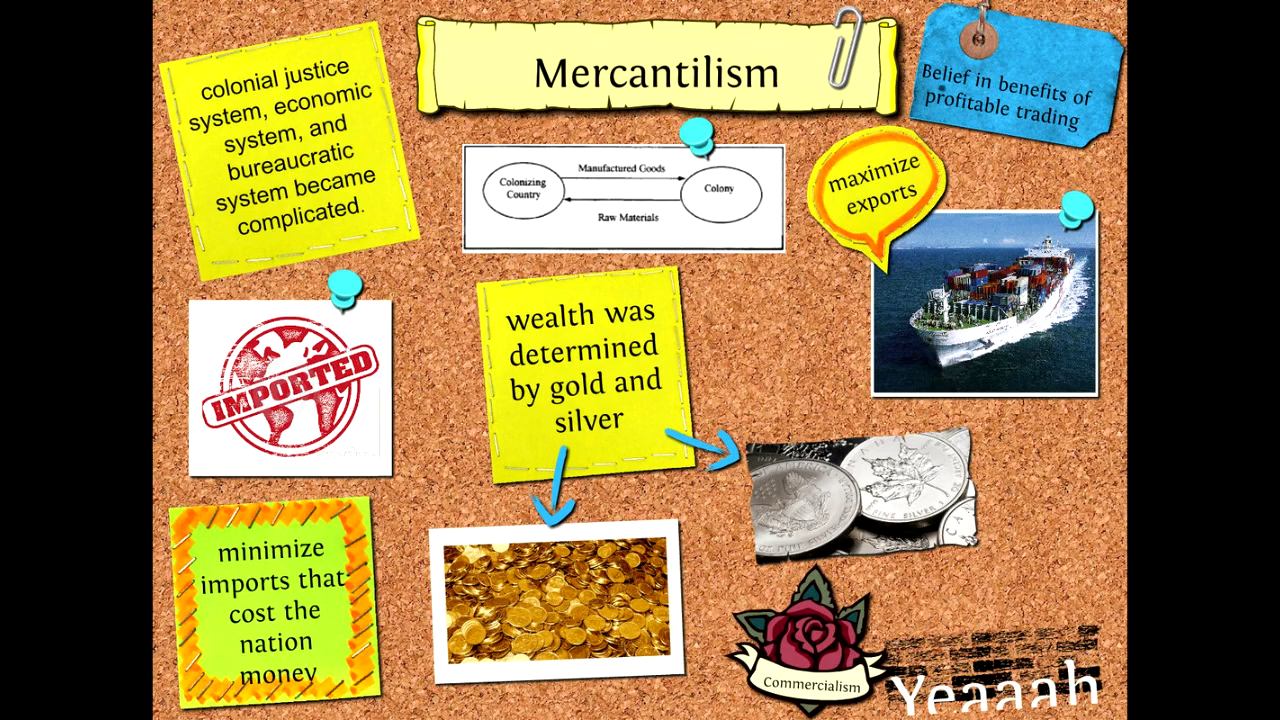 Mercantilism
colonial justice
system, economic
system, and
bureaucratic
system became
complicated.
Belief in benefits of
profitable trading
Manufactured Goods
Colonizing
Country
Colony
Raw Materials
maximize
exports
IMPORTED
wealth was
determined
by gold and
silver
minimize
imports that
cost the
nation
money
Commercialism
Yeaaah